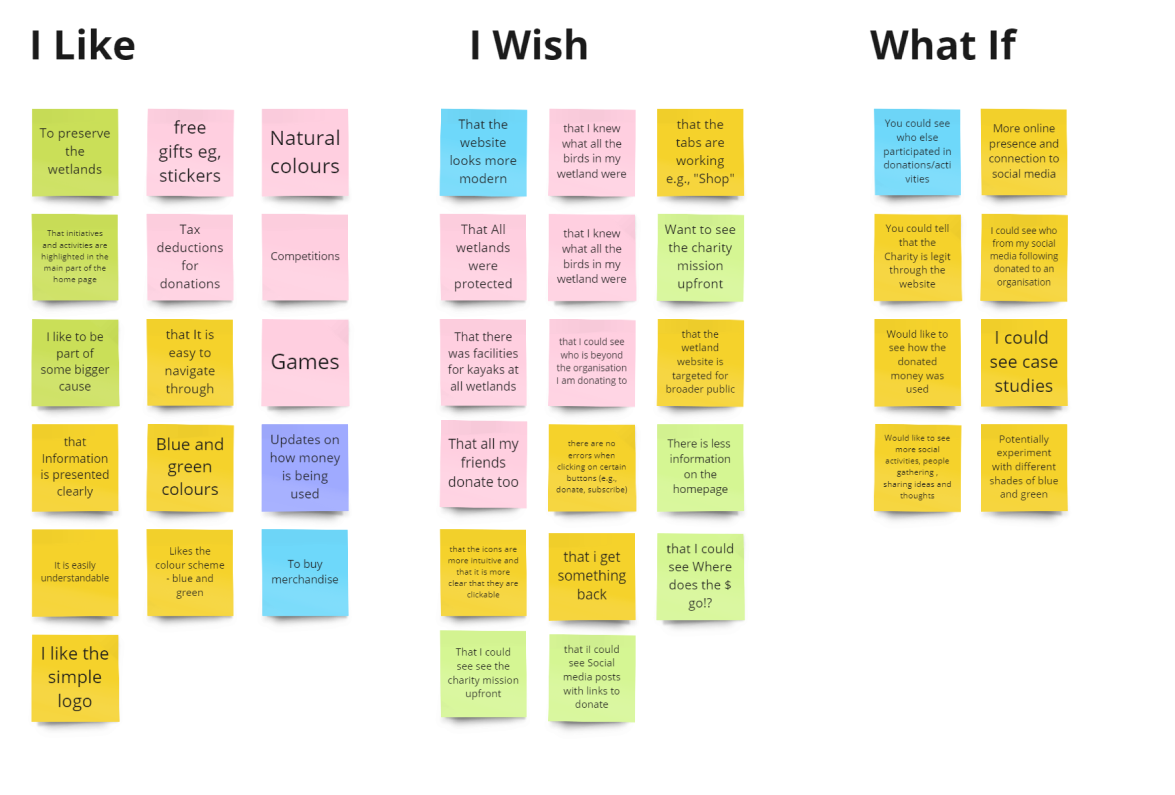 I Like
To preserve
the
wetlands
free
gifts eg,
stickers
Natural
colours
That initiatives
and activities are
highlighted in the
main part of the
home page
Tax
deductions
for
donations
Competitions
I like to be
part of
some bigger
cause
that It is
easy to
navigate
through
Games
that
Information
is presented
clearly
Blue and
green
colours
Updates on
how money
is being
used
It is easily
understandable
Likes the
colour scheme
- blue and
green
To buy
merchandise
I like the
simple
logo
I Wish
That the
website
looks more
modern
that I knew
what all the
birds in my
wetland were
that the
tabs are
working
e.g., "Shop"
That All
wetlands
were
protected
that I knew
what all the
birds in my
wetland were
Want to see
the charity
mission
upfront
That there
was facilities
for kayaks at
all wetlands
that I could see
who is beyond
the organisation
I am donating to
that the
wetland
website is
targeted for
broader public
That all my
friends
donate too
there are no
errors when
clicking on certain
buttons (e.g.,
donate, subscribe)
There is less
information
on the
homepage
that the icons are
more intuitive and
that it is more
clear that they are
clickable
that i get
something
back
that I could
see Where
does the $
go!?
That I could
see see the
charity mission
upfront
that iI could
see Social
media posts
with links to
donate
What If
You could see
who else
participated in
donations/acti
vities
More online
presence and
connection to
social media
You could tell
that the
Charity is legit
through the
website
I could see who
from my social
media following
donated to an
organisation
Would like to
see how the
donated
money was
used
I could
see case
studies
Would like to see
more social
activities, people
gathering ,
sharing ideas and
thoughts
Potentially
experiment
with different
shades of blue
and green